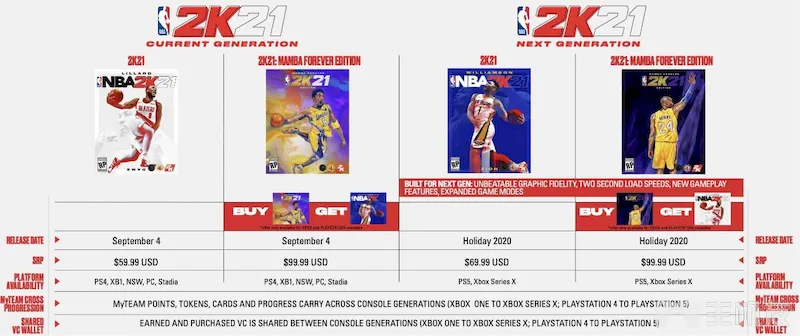 NBA 2K21
CURRENT GENERATION
NBA 2K21
NEXT GENERATION
2K21
2K21: MAMBA FOREVER EDITION
2K21
2K21: MAMBA FOREVER EDITION
LILLARD
NBA 2K21
2K
2K21
EDITION
2K
WILLIAMSON
NBA 2K21
2K
2K21
EDITION
24
2K
BUILT FOR NEXT GEN: UNBEATABLE GRAPHIC FIDELITY, TWO SECOND LOAD SPEEDS, NEW GAMEPLAY
FEATURES, EXPANDED GAME MODES
BUY GET
BUY GET
RELEASE DATE September 4 September 4 Holiday 2020 Holiday 2020 RELEASE DATE
SRP $59.99 USD $99.99 USD $69.99 USD $99.99 USD SRP
PLATFORM
AVAILABILITY PS4, XB1, NSW, PC, Stadia PS4, XB1, NSW, PC, Stadia PS5, Xbox Series X PS5, Xbox Series X PLATFORM
AVAILABILITY
MyTEAM CROSS
PROGRESSION MyTEAM POINTS, TOKENS, CARDS AND PROGRESS CARRY ACROSS CONSOLE GENERATIONS (XBOX ONE TO XBOX SERIES X; PLAYSTATION 4 TO PLAYSTATION 5) MyTEAM CROSS
PROGRESSION
SHARED
VC WALLET EARNED AND PURCHASED VC IS SHARED BETWEEN CONSOLE GENERATIONS (XBOX ONE TO XBOX SERIES X; PLAYSTATION 4 TO PLAYSTATION 5) SHARED
VC WALLET